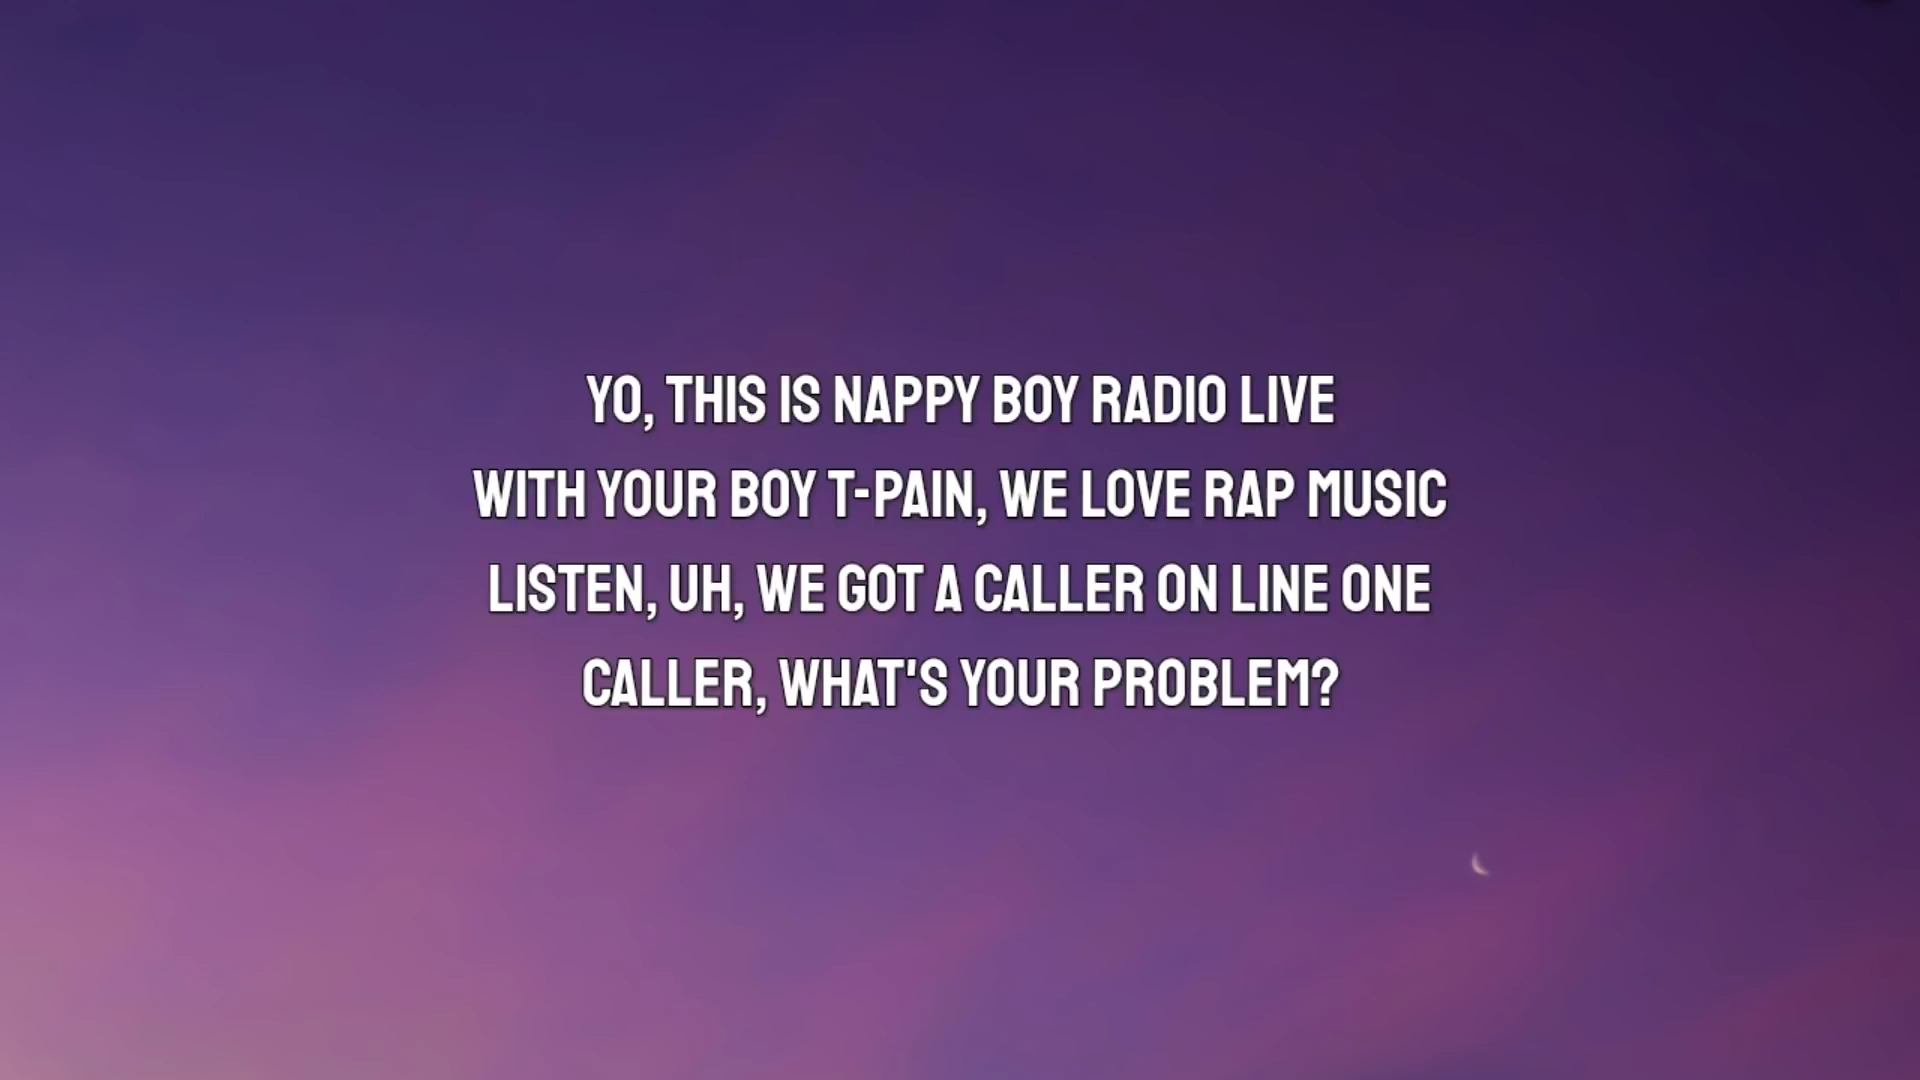 YO, THIS IS NAPPY BOY RADIO LIVE
WITH YOUR BOY T-PAIN, WE LOVE RAP MUSIC
LISTEN, UH, WE GOT A CALLER ON LINE ONE
CALLER, WHAT'S YOUR PROBLEM?